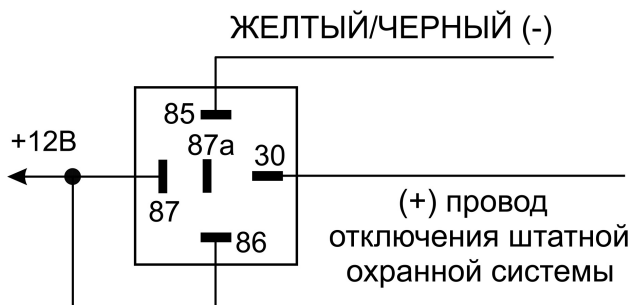 ЖЕЛТЫЙ/ЧЕРНЫЙ (-)
85
87а
+12В
30
87
86
(+) провод
отключения штатной
охранной системы